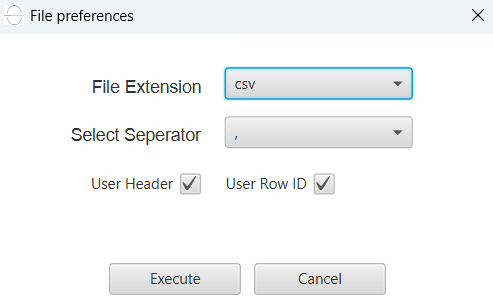 File preferences
File Extension csv
Select Seperator ,
User Header User Row ID
Execute Cancel